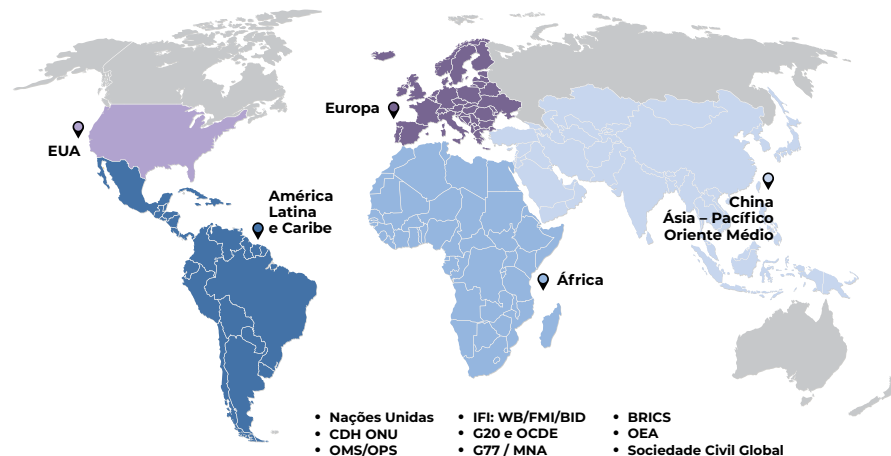 Europa
EUA
América
Latina
e Caribe
China
Ásia – Pacífico
Oriente Médio
África
• Nações Unidas
• CDH ONU
• OMS/OPS
• IFI: WB/FMI/BID
• G20 e OCDE
• G77 / MNA
• BRICS
• OEA
• Sociedade Civil Global